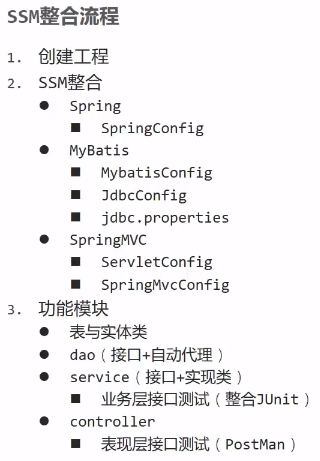 SSM整合流程
1. 创建工程
2. SSM整合
● Spring
■ SpringConfig
● MyBatis
■ MybatisConfig
■ JdbcConfig
■ jdbc.properties
● SpringMVC
■ ServletConfig
■ SpringMvcConfig
3. 功能模块
● 表与实体类
● dao（接口+自动代理）
● service（接口+实现类）
■ 业务层接口测试（整合JUnit）
● controller
■ 表现层接口测试（PostMan）